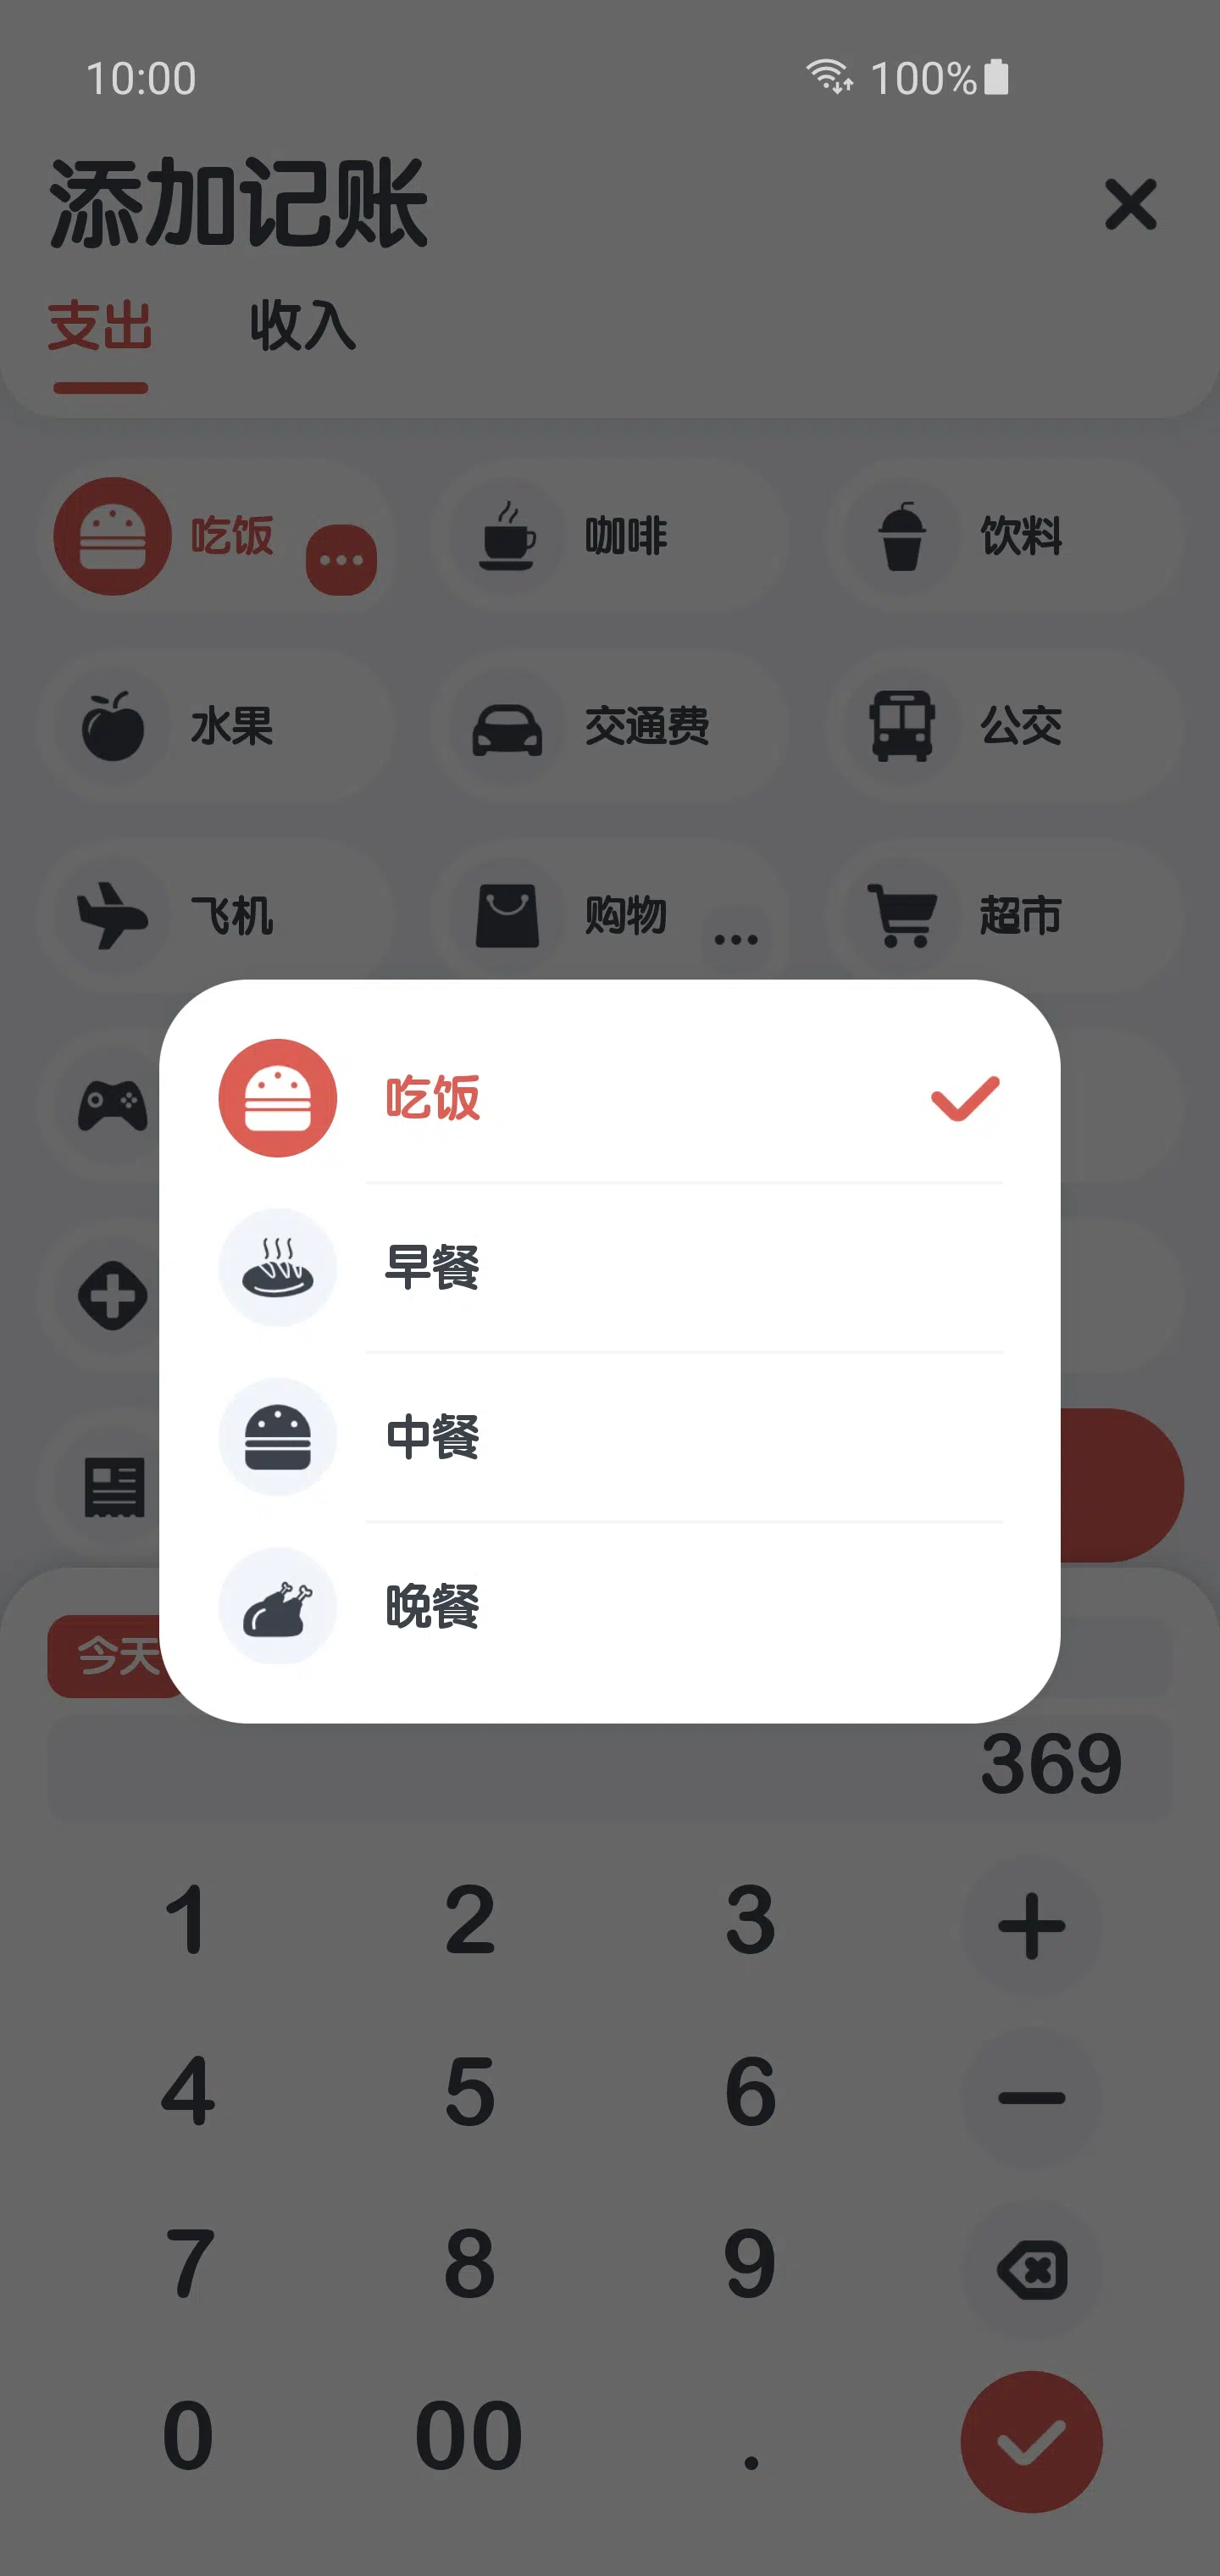 10:00 100%
添加记账
支出 收入
吃饭 咖啡 饮料
水果 交通费 公交
飞机 购物 超市
吃饭
早餐
中餐
晚餐
今天
369
1 2 3 +
4 5 6 −
7 8 9
0 00 .